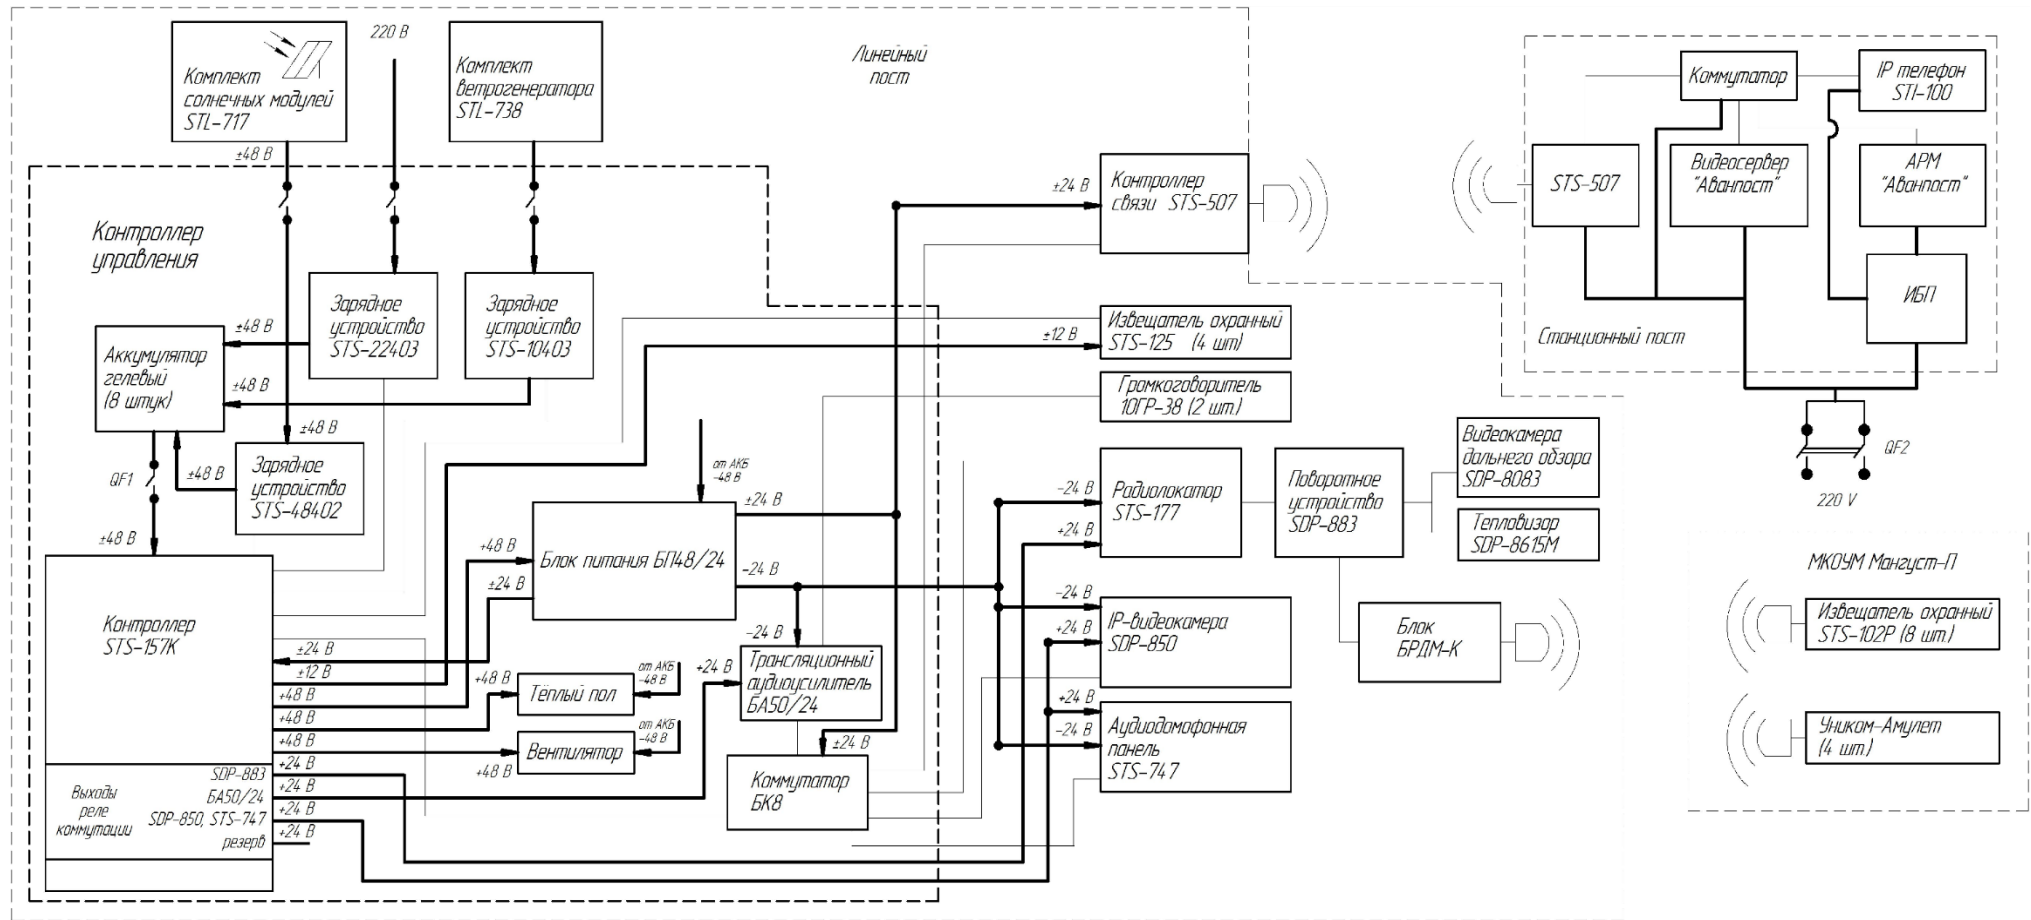 Комплект
солнечных модулей
STL-717
220 В
Комплект
ветрогенератора
STL-738
Линейный
пост
±48 В
Контроллер
управления
Зарядное
устройство
STS-22403
Зарядное
устройство
STS-10403
±48 В
±48 В
Аккумулятор
гелевый
(8 штук)
±48 В
±48 В
QF1
Зарядное
устройство
STS-48402
±48 В
Контроллер
STS-157К
±24 В
±12 В
+48 В
+48 В
+48 В
+24 В
+24 В
+24 В
+24 В
Выходы
реле
коммутации
SDP-883
БА50/24
SDP-850, STS-747
резерв
от АКБ
-48 В
±24 В
+48 В
±24 В
Блок питания БП48/24
-24 В
+48 В
Тёплый пол
от АКБ
-48 В
Вентилятор
от АКБ
-48 В
+48 В
-24 В
+24 В
Трансляционный
аудиоусилитель
БА50/24
±24 В
Коммутатор
БК8
±24 В
Контроллер
связи STS-507
±12 В
Извещатель охранный
STS-125 (4 шт)
Громкоговоритель
10ГР-38 (2 шт.)
-24 В
+24 В
Радиолокатор
STS-177
Поворотное
устройство
SDP-883
Видеокамера
дальнего обзора
SDP-8083
Тепловизор
SDP-8615М
-24 В
+24 В
IP-видеокамера
SDP-850
Блок
БРДМ-К
+24 В
-24 В
Аудиодомофонная
панель
STS-747
Коммутатор
IP телефон
STI-100
STS-507
Видеосервер
"Аванпост"
АРМ
"Аванпост"
ИБП
Станционный пост
QF2
220 V
МКОУМ Мангуст-П
Извещатель охранный
STS-102Р (8 шт.)
Уником-Амулет
(4 шт.)